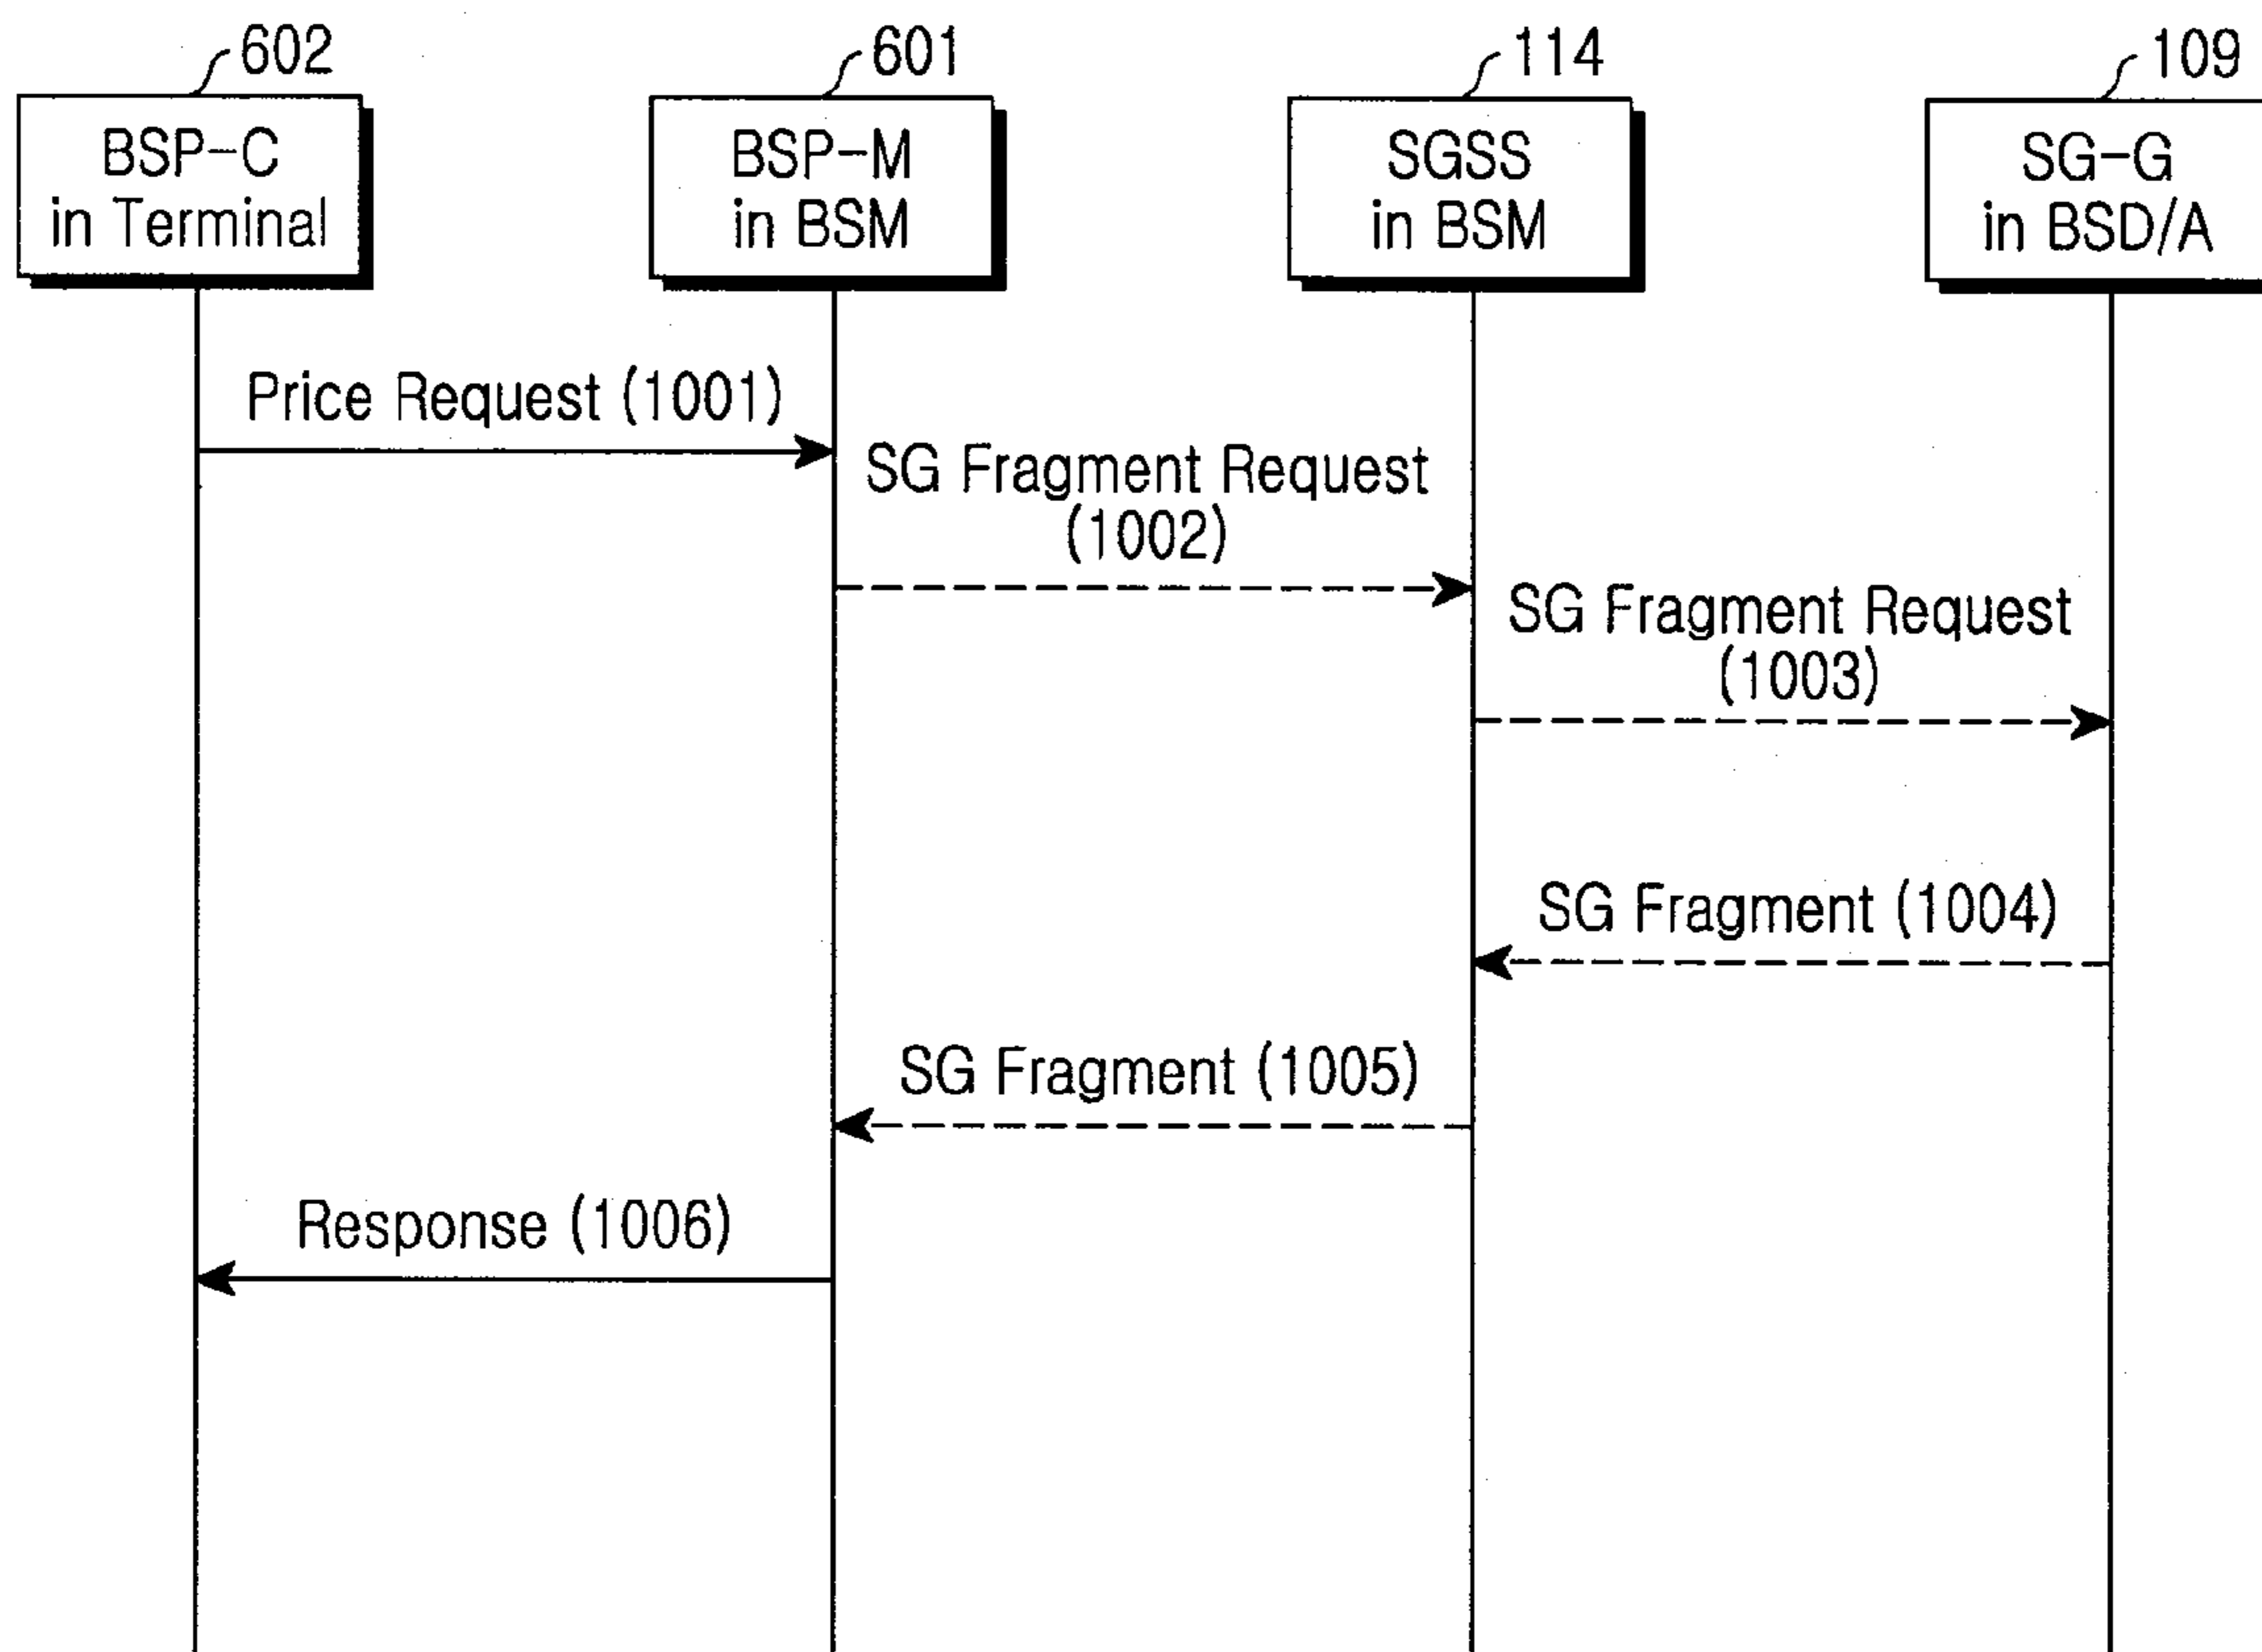 602
601
114
109
BSP-C
in Terminal
BSP-M
in BSM
SGSS
in BSM
SG-G
in BSD/A
Price Request (1001)
SG Fragment Request
(1002)
SG Fragment Request
(1003)
SG Fragment (1004)
SG Fragment (1005)
Response (1006)